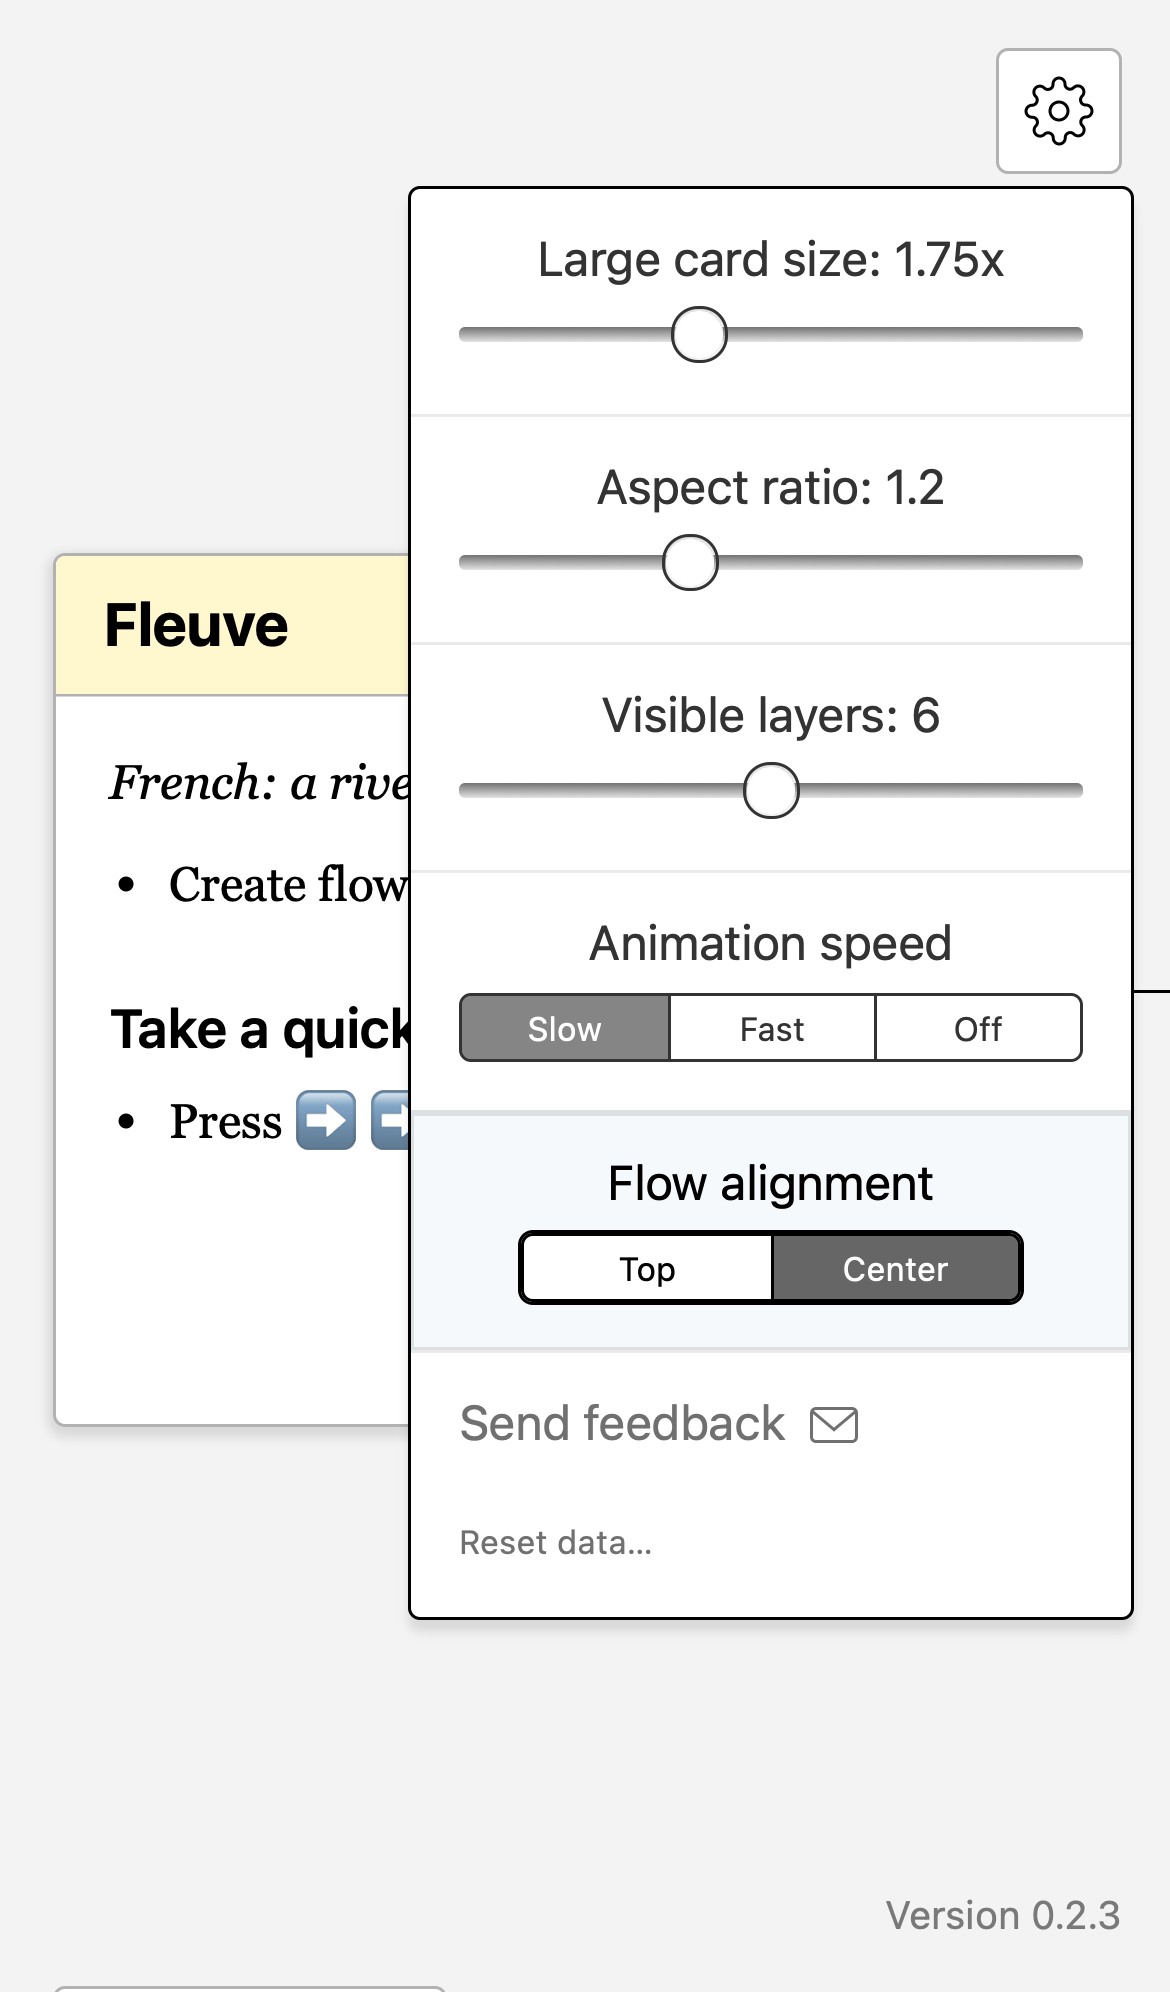 Large card size: 1.75x
Aspect ratio: 1.2
Visible layers: 6
Animation speed
Slow Fast Off
Flow alignment
Top Center
Send feedback
Reset data...
Fleuve
French: a rive
• Create flow
Take a quick
• Press ➡️ ➡️
Version 0.2.3